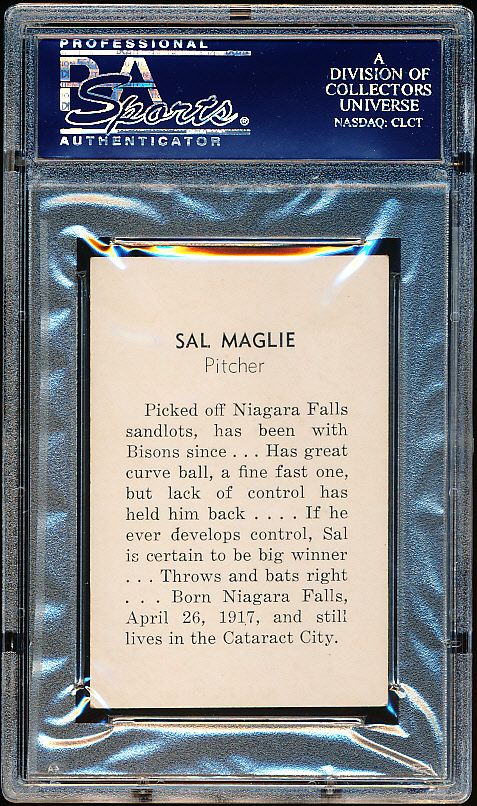 PROFESSIONAL
PSA
Sports®
AUTHENTICATOR
A
DIVISION OF
COLLECTORS
UNIVERSE
NASDAQ: CLCT
SAL MAGLIE
Pitcher
Picked off Niagara Falls
sandlots, has been with
Bisons since . . . Has great
curve ball, a fine fast one,
but lack of control has
held him back . . . . If he
ever develops control, Sal
is certain to be big winner
. . . Throws and bats right
. . . Born Niagara Falls,
April 26, 1917, and still
lives in the Cataract City.